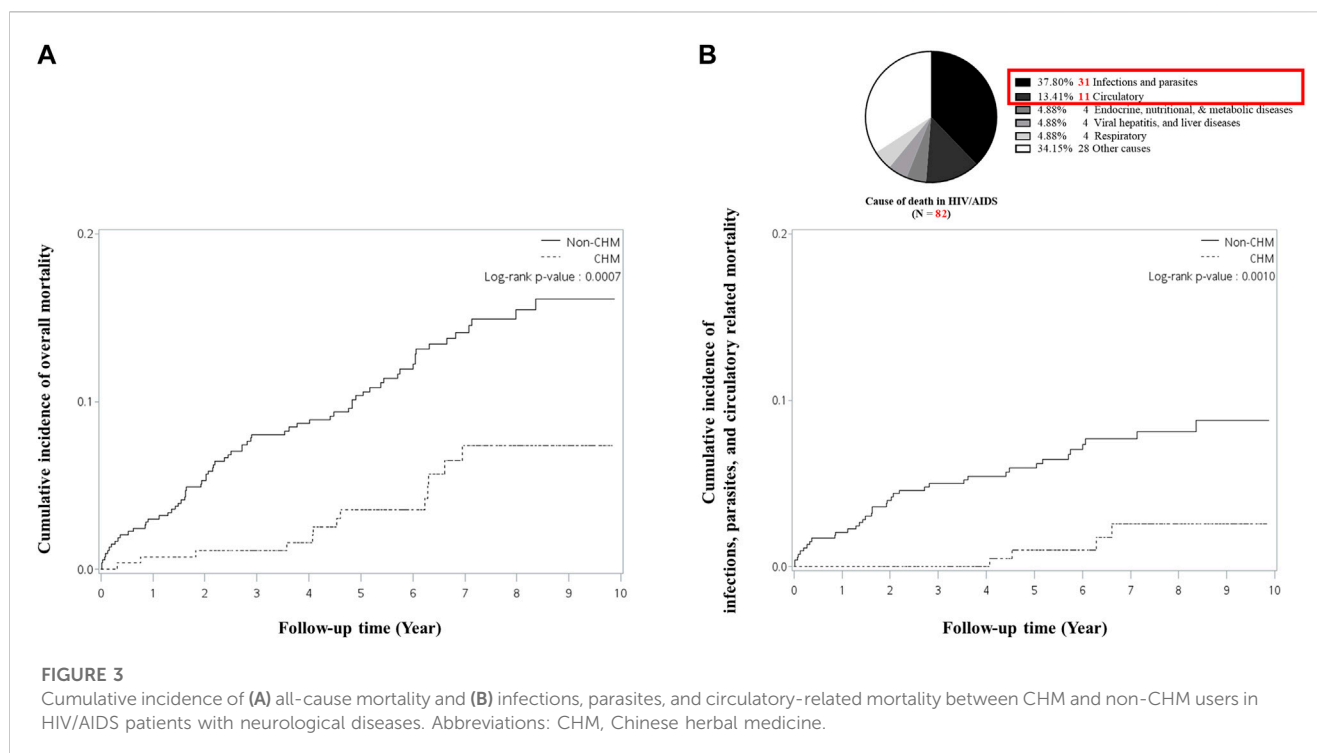 A
B
37.80% 31 Infections and parasites
13.41% 11 Circulatory
4.88% 4 Endocrine, nutritional, & metabolic diseases
4.88% 4 Viral hepatitis, and liver diseases
4.88% 4 Respiratory
34.15% 28 Other causes
Cause of death in HIV/AIDS
(N = 82)
Cumulative incidence of overall mortality
0.2
0.1
0.0
Non-CHM
CHM
Log-rank p-value : 0.0007
0 1 2 3 4 5 6 7 8 9 10
Follow-up time (Year)
Cumulative incidence of
infections, parasites, and circulatory related mortality
0.2
0.1
0.0
Non-CHM
CHM
Log-rank p-value : 0.0010
0 1 2 3 4 5 6 7 8 9 10
Follow-up time (Year)
FIGURE 3
Cumulative incidence of (A) all-cause mortality and (B) infections, parasites, and circulatory-related mortality between CHM and non-CHM users in
HIV/AIDS patients with neurological diseases. Abbreviations: CHM, Chinese herbal medicine.